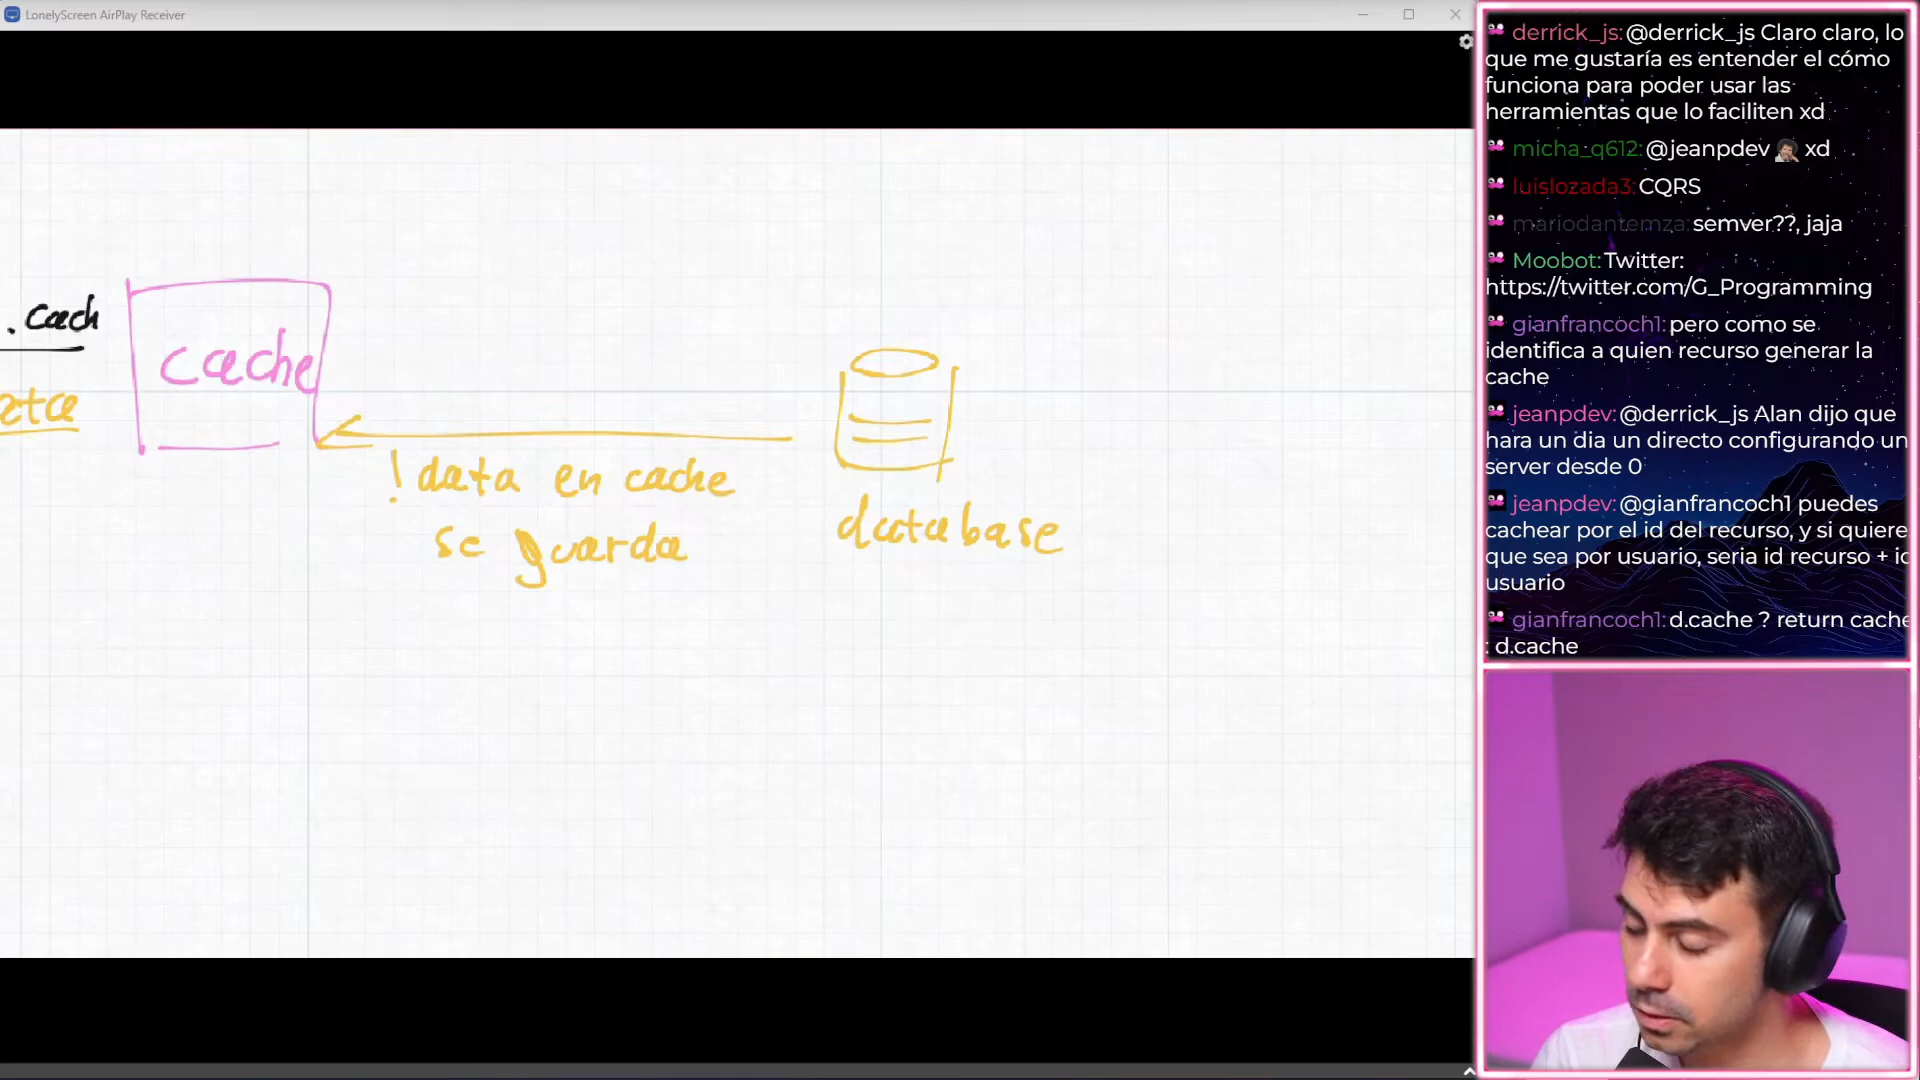 LonelyScreen AirPlay Receiver
.cach
cache
! data en cache
se guarda
database
derrick_js: @derrick_js Claro claro, lo
que me gustaría es entender el cómo
funciona para poder usar las
herramientas que lo faciliten xd
micha_q612: @jeanpdev xd
luislozada3: CQRS
mariodantemza: semver??, jaja
Moobot: Twitter:
https://twitter.com/G_Programming
gianfrancoch1: pero como se
identifica a quien recurso generar la
cache
jeanpdev: @derrick_js Alan dijo que
hara un dia un directo configurando un
server desde 0
jeanpdev: @gianfrancoch1 puedes
cachear por el id del recurso, y si quiere
que sea por usuario, seria id recurso + id
usuario
gianfrancoch1: d.cache ? return cache
: d.cache